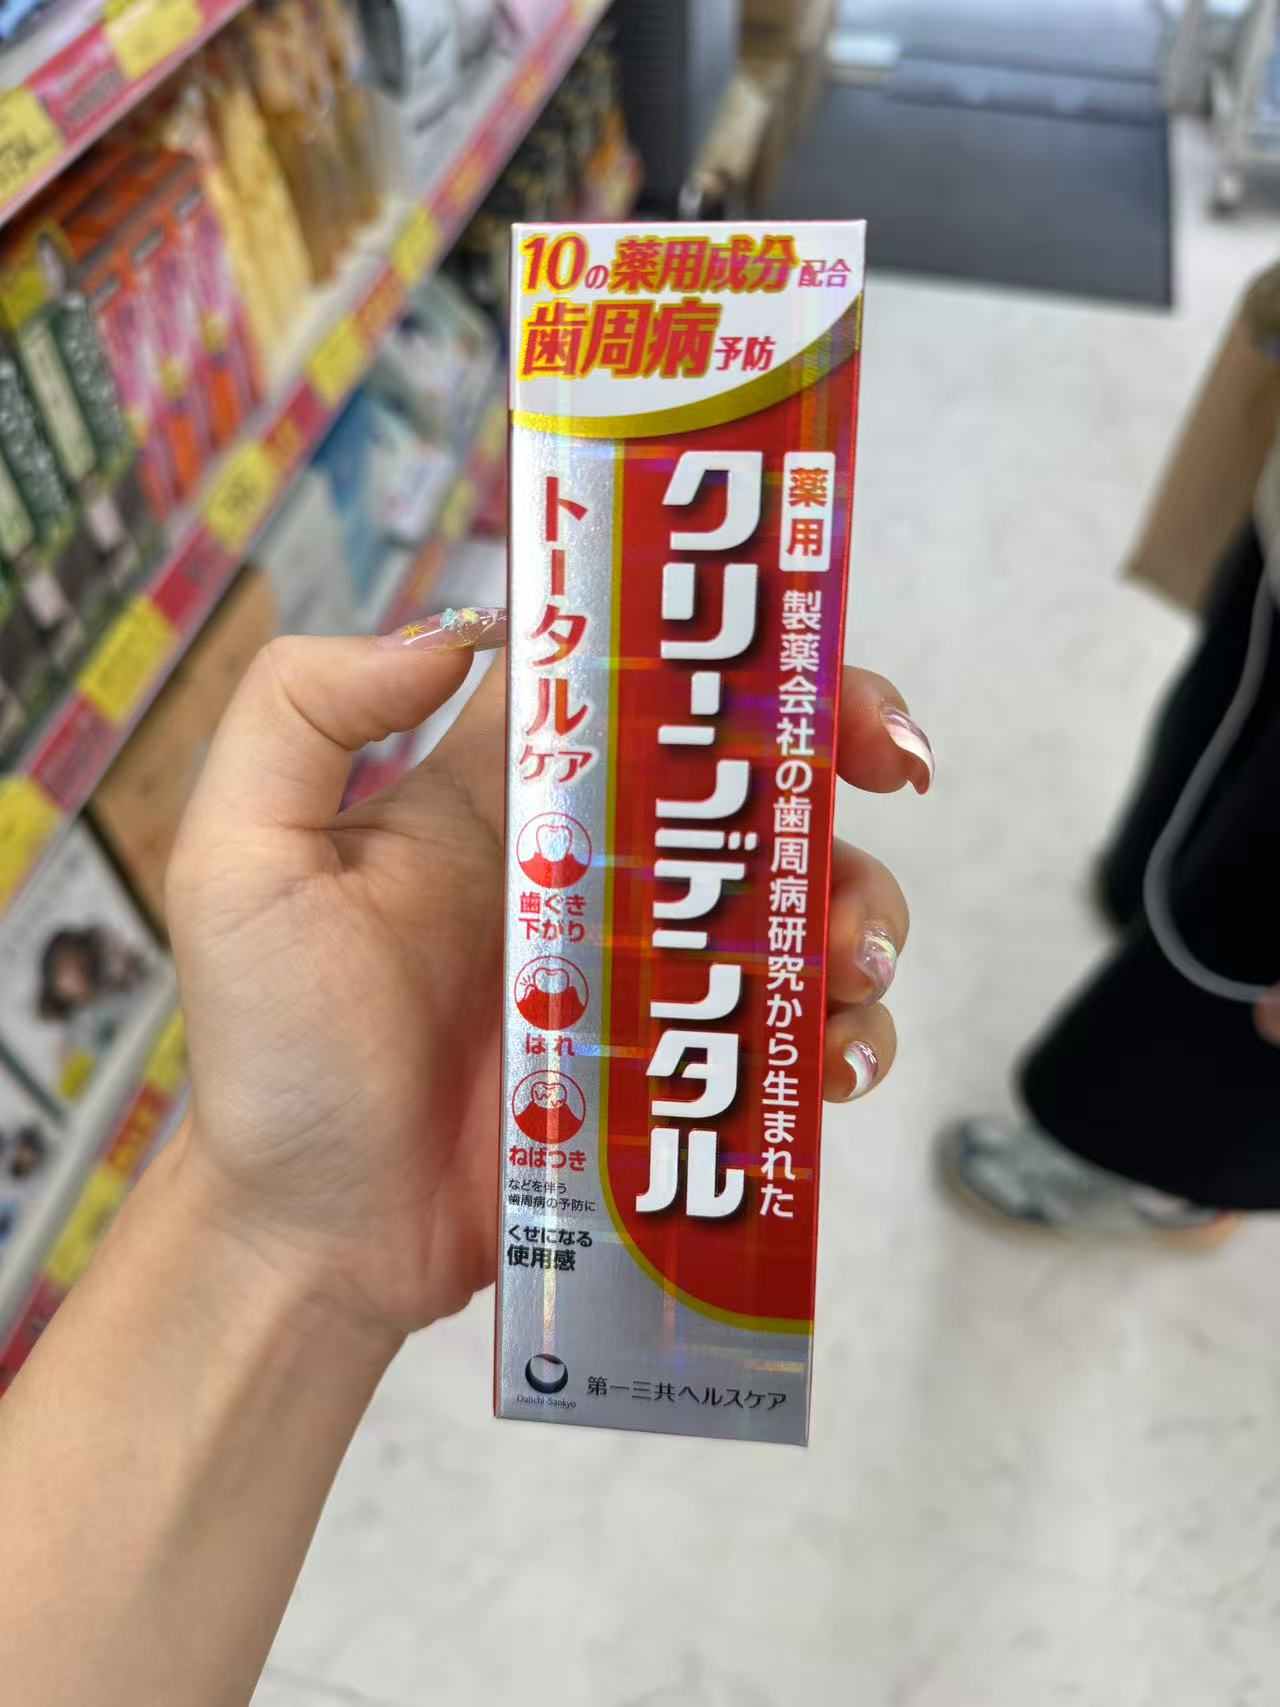 10の薬用成分配合
歯周病予防
薬用
製薬会社の歯周病研究から生まれた
クリーンデンタル
トータルケア
歯ぐき
下がり
はれ
ねばつき
などを伴う
歯周病の予防に
くせになる
使用感
Daiichi-Sankyo
第一三共ヘルスケア